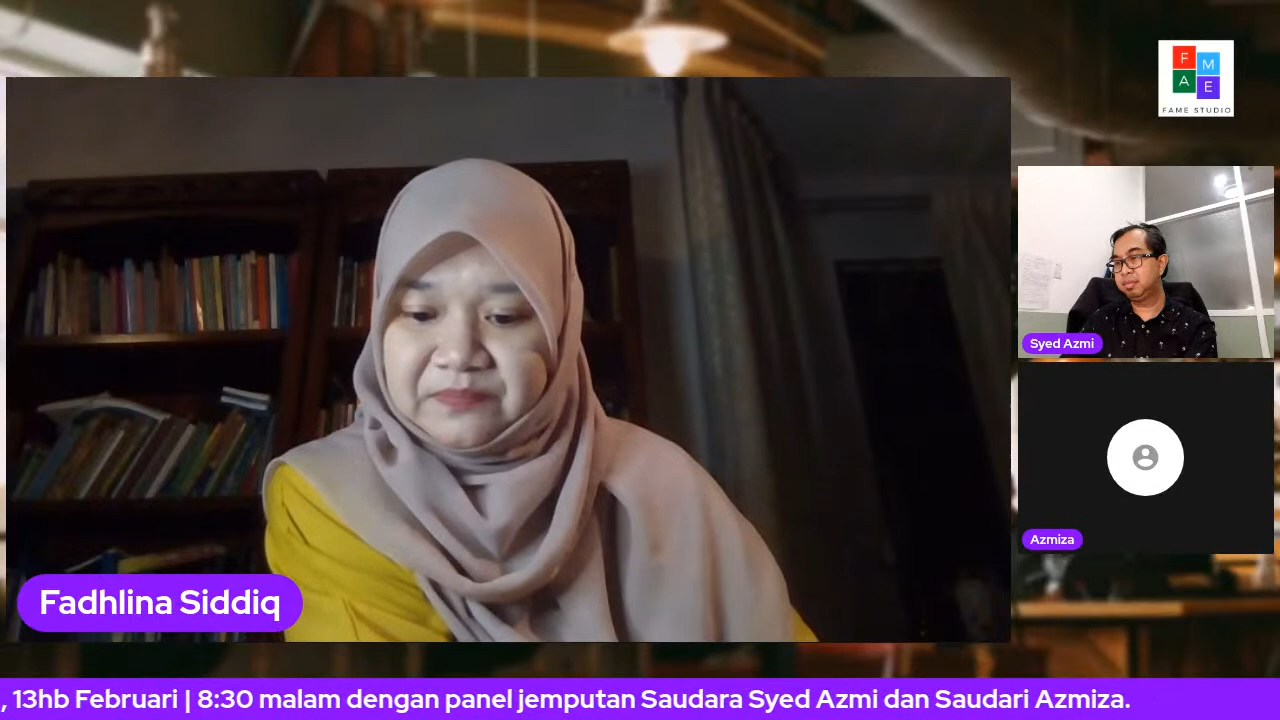 F M
A E
FAME STUDIO
Syed Azmi
Azmiza
Fadhlina Siddiq
, 13hb Februari | 8:30 malam dengan panel jemputan Saudara Syed Azmi dan Saudari Azmiza.